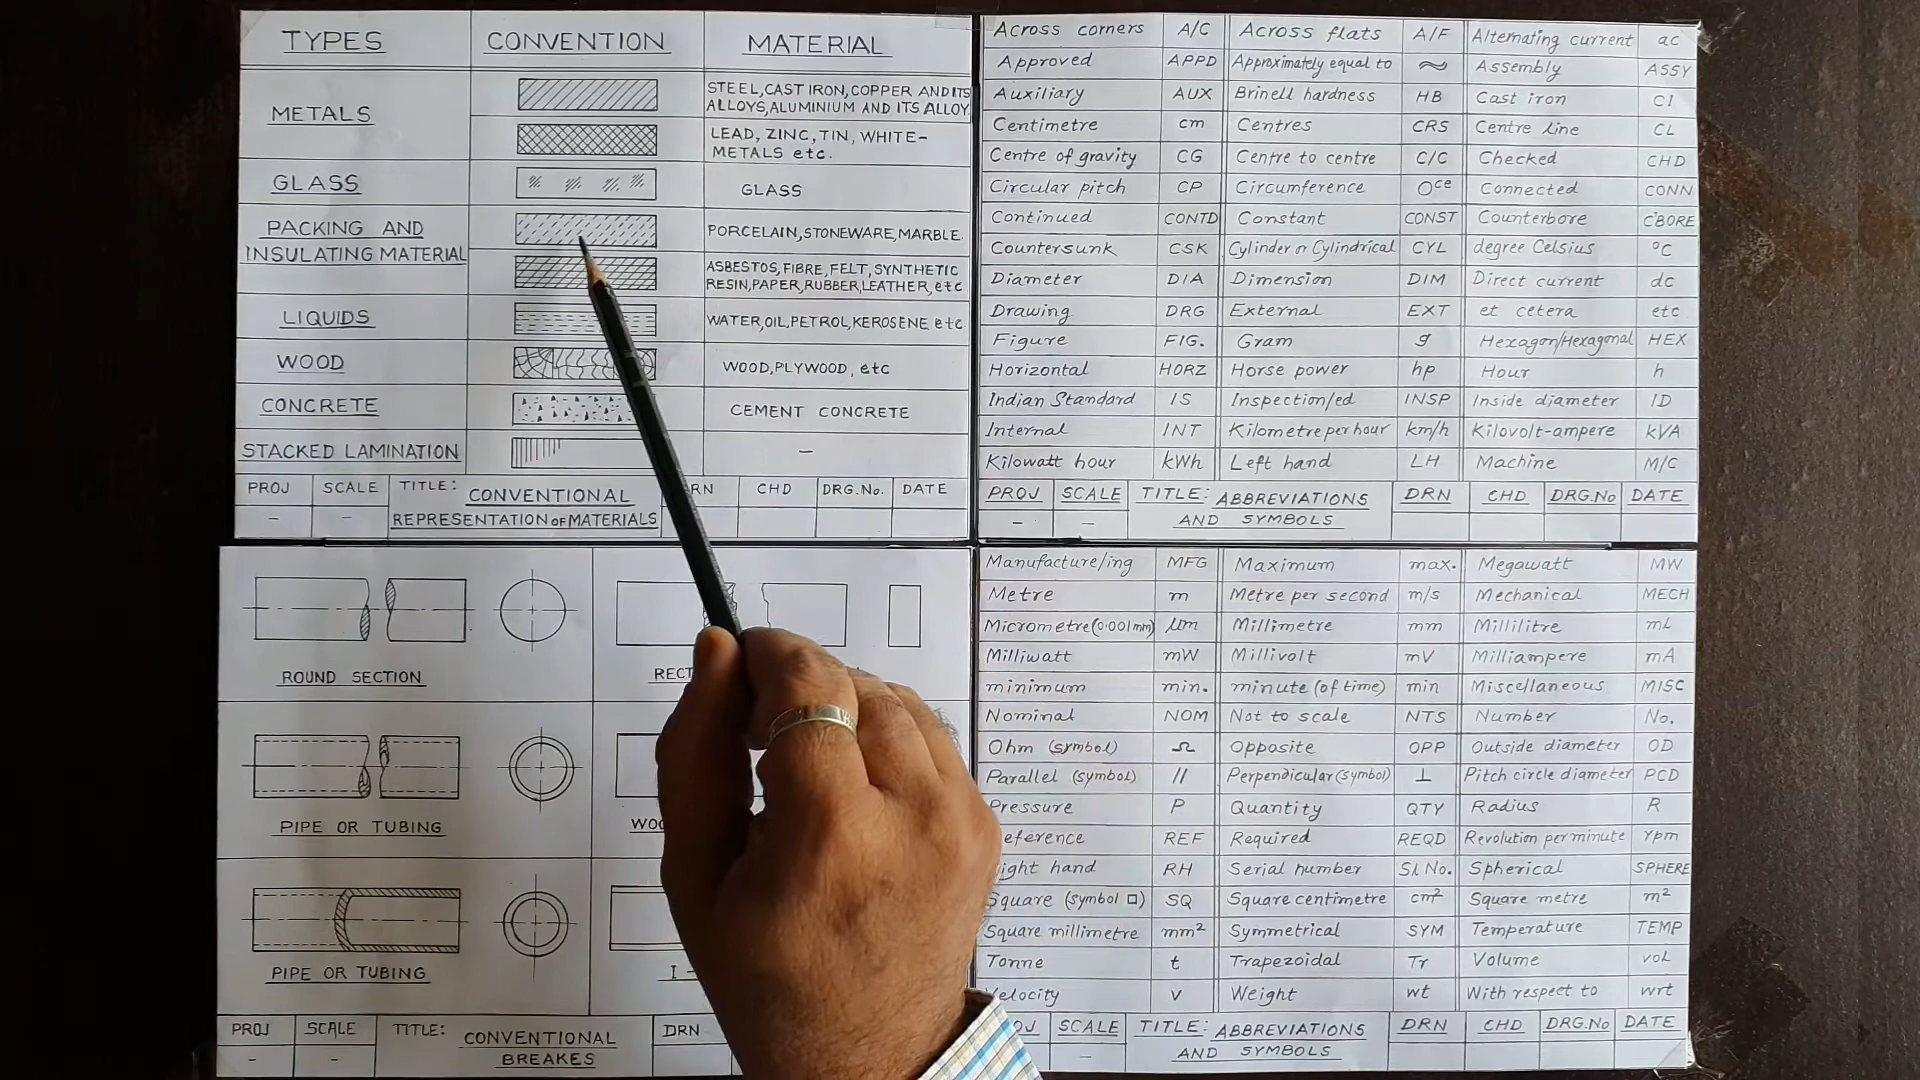 TYPES CONVENTION MATERIAL
METALS
STEEL,CAST IRON,COPPER AND ITS
ALLOYS,ALUMINIUM AND ITS ALLOY.
LEAD, ZINC, TIN, WHITE-
METALS etc.
GLASS GLASS
PACKING AND
INSULATING MATERIAL
PORCELAIN,STONEWARE,MARBLE.
ASBESTOS,FIBRE,FELT,SYNTHETIC
RESIN,PAPER,RUBBER,LEATHER,etc
LIQUIDS WATER,OIL,PETROL,KEROSENE etc.
WOOD WOOD,PLYWOOD, etc
CONCRETE CEMENT CONCRETE
STACKED LAMINATION –
PROJ SCALE TITLE: CHD DRG.No. DATE
– – CONVENTIONAL
REPRESENTATION OF MATERIALS
Across corners A/C Across flats A/F Alternating current ac
Approved APPD Approximately equal to ≈ Assembly ASSY
Auxiliary AUX Brinell hardness HB Cast iron CI
Centimetre cm Centres CRS Centre line CL
Centre of gravity CG Centre to centre C/C Checked CHD
Circular pitch CP Circumference Oce Connected CONN
Continued CONTD Constant CONST Counterbore C'BORE
Countersunk CSK Cylinder or Cylindrical CYL degree Celsius °C
Diameter DIA Dimension DIM Direct current dc
Drawing DRG External EXT et cetera etc
Figure FIG. Gram g Hexagon/Hexagonal HEX
Horizontal HORZ Horse power hp Hour h
Indian Standard IS Inspection/ed INSP Inside diameter ID
Internal INT Kilometre per hour km/h Kilovolt-ampere kVA
Kilowatt hour kWh Left hand LH Machine M/C
PROJ SCALE TITLE: ABBREVIATIONS DRN CHD DRG.No DATE
– – AND SYMBOLS
ROUND SECTION
PIPE OR TUBING
PIPE OR TUBING
I -
PROJ SCALE TITLE: CONVENTIONAL DRN
– – BREAKES
Manufacture/ing MFG Maximum max. Megawatt MW
Metre m Metre per second m/s Mechanical MECH
Micrometre(0.001mm) μm Millimetre mm Millilitre mL
Milliwatt mW Millivolt mV Milliampere mA
minimum min. minute (of time) min Miscellaneous MISC
Nominal NOM Not to scale NTS Number No.
Ohm (symbol) Ω Opposite OPP Outside diameter OD
Parallel (symbol) // Perpendicular(symbol) ⊥ Pitch circle diameter PCD
Pressure P Quantity QTY Radius R
REF Required REQD Revolution per minute rpm
hand RH Serial number Sl No. Spherical SPHERE
Square (symbol □) SQ Square centimetre cm² Square metre m²
Square millimetre mm² Symmetrical SYM Temperature TEMP
Tonne t Trapezoidal Tr Volume vol
Velocity v Weight wt With respect to wrt
SCALE TITLE: ABBREVIATIONS DRN CHD DRG.No DATE
– AND SYMBOLS